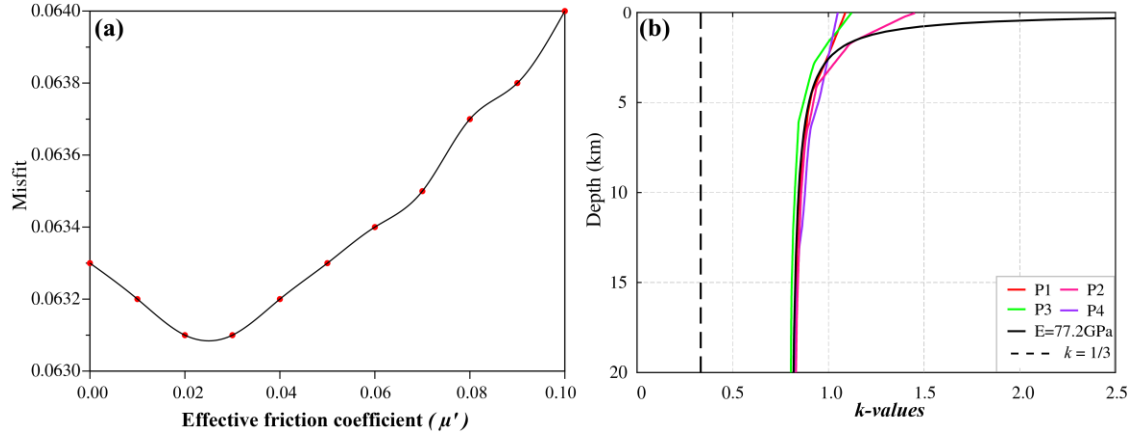 (a)
0.0640
0.0638
0.0636
0.0634
0.0632
0.0630
Misfit
0.00 0.02 0.04 0.06 0.08 0.10
Effective friction coefficient ( μ′ )
(b)
0
5
10
15
20
Depth (km)
0 0.5 1.0 1.5 2.0 2.5
k-values
P1 P2
P3 P4
E=77.2GPa
k = 1/3